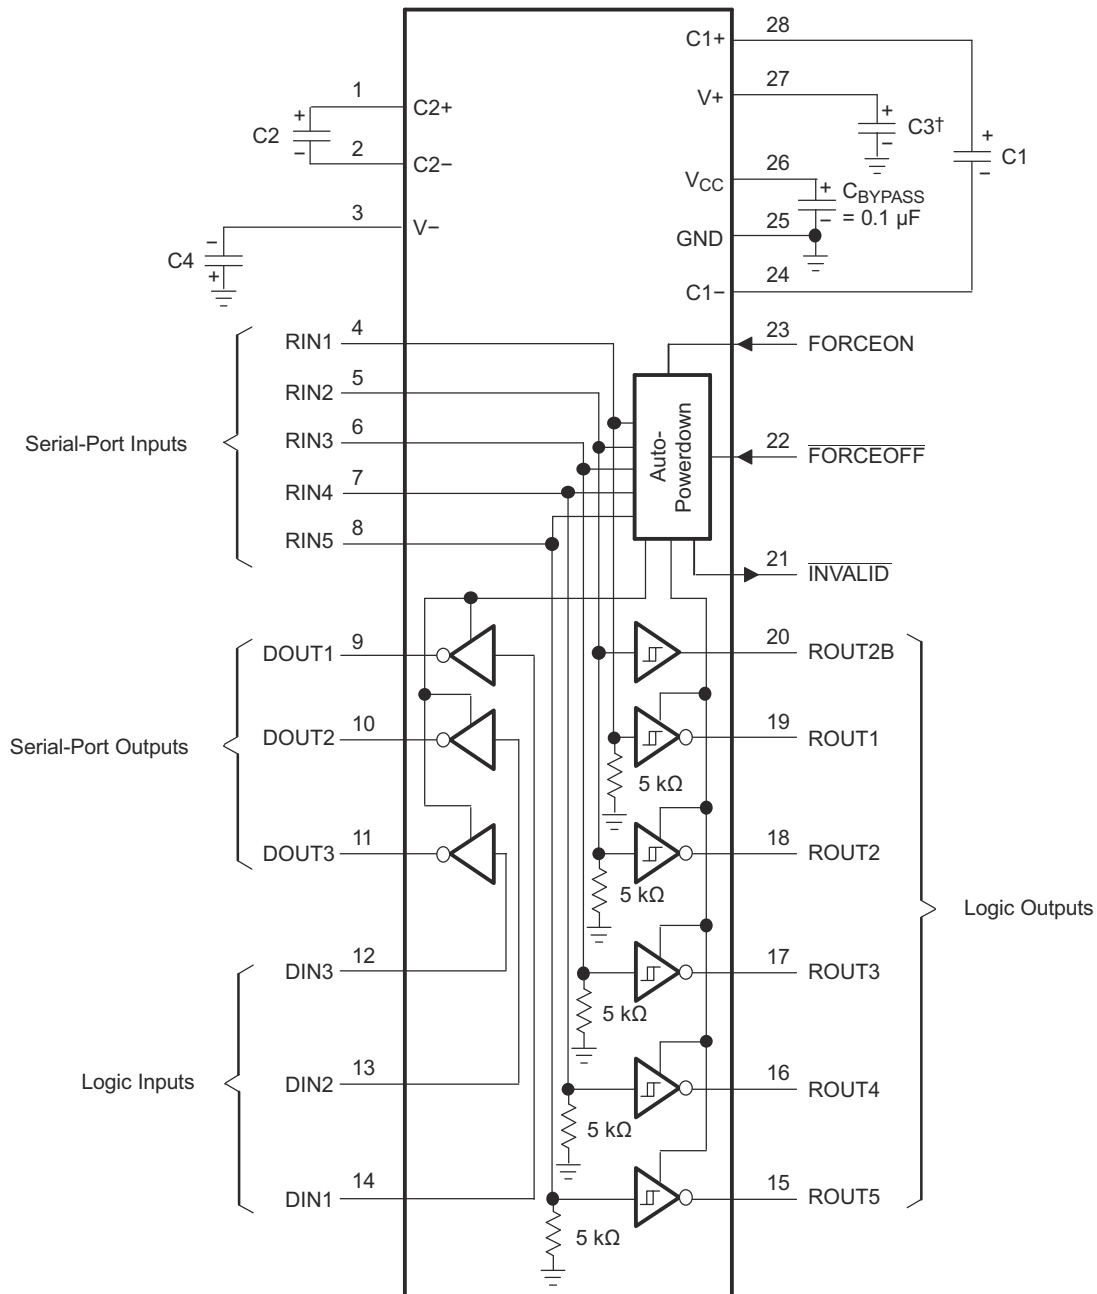 28
C1+
27
V+
C3†
+
−
+
C1
−
1
C2+
+
C2
−
2
C2−
26
VCC
+
−
CBYPASS
= 0.1 µF
3
V−
25
GND
−
C4
+
24
C1−
4
RIN1
23
FORCEON
5
RIN2
6
RIN3
Serial-Port Inputs
Auto-
Powerdown
22
FORCEOFF
7
RIN4
8
RIN5
21
INVALID
9
DOUT1
20
ROUT2B
10
DOUT2
Serial-Port Outputs
19
ROUT1
5 kΩ
11
DOUT3
18
ROUT2
5 kΩ
Logic Outputs
12
DIN3
17
ROUT3
5 kΩ
13
DIN2
Logic Inputs
16
ROUT4
5 kΩ
14
DIN1
15
ROUT5
5 kΩ